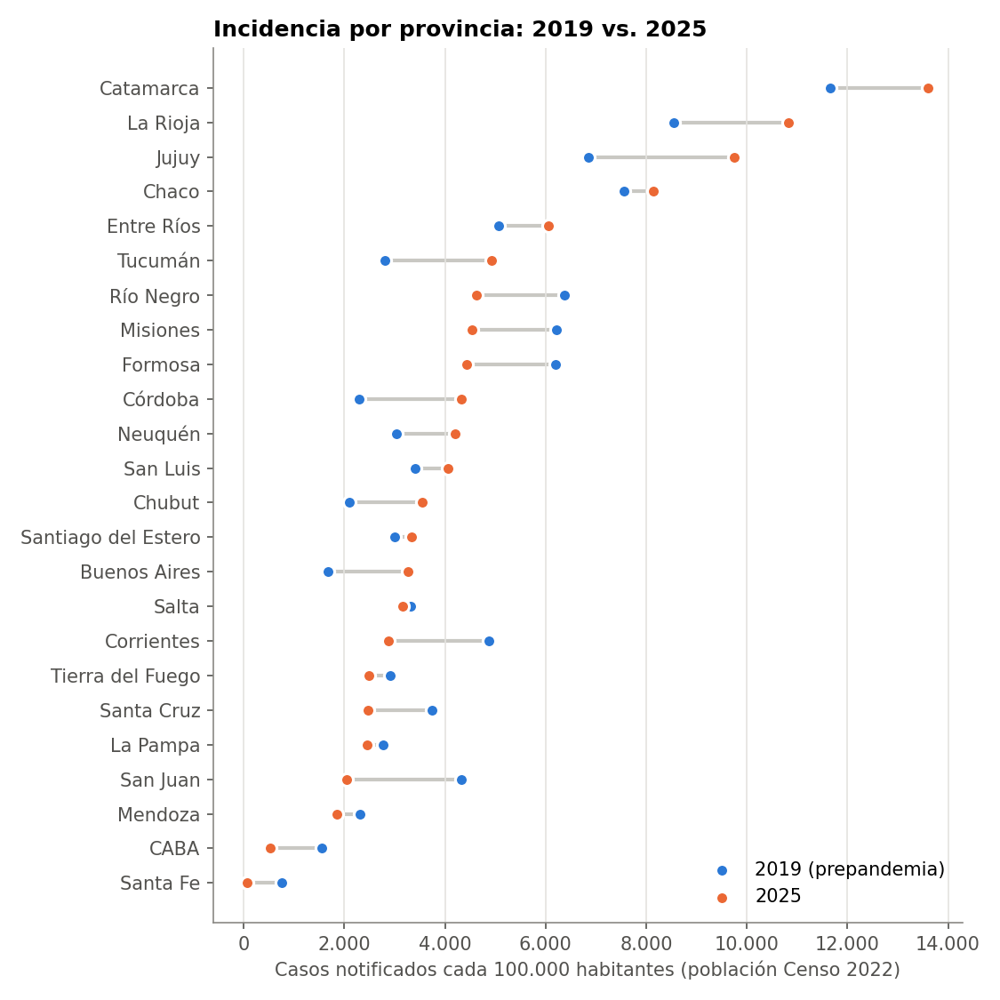 Incidencia por provincia: 2019 vs. 2025
Catamarca
La Rioja
Jujuy
Chaco
Entre Ríos
Tucumán
Río Negro
Misiones
Formosa
Córdoba
Neuquén
San Luis
Chubut
Santiago del Estero
Buenos Aires
Salta
Corrientes
Tierra del Fuego
Santa Cruz
La Pampa
San Juan
Mendoza
CABA
Santa Fe
2019 (prepandemia)
2025
0 2.000 4.000 6.000 8.000 10.000 12.000 14.000
Casos notificados cada 100.000 habitantes (población Censo 2022)